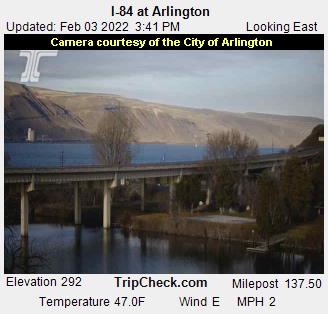 I-84 at Arlington
Updated: Feb 03 2022 3:41 PM Looking East
Camera courtesy of the City of Arlington
Elevation 292 TripCheck.com Milepost 137.50
Temperature 47.0F Wind E MPH 2